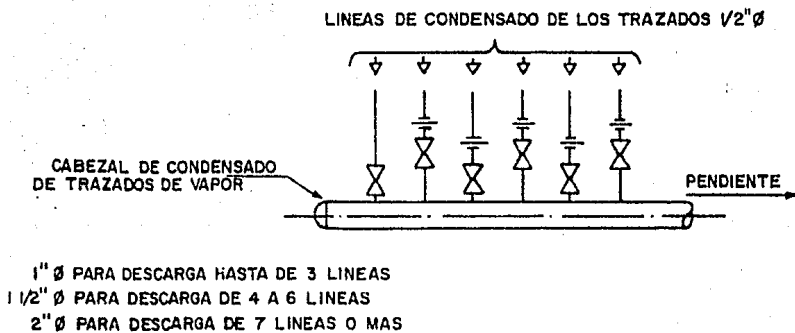 LINEAS DE CONDENSADO DE LOS TRAZADOS 1/2"Ø
CABEZAL DE CONDENSADO
DE TRAZADOS DE VAPOR
PENDIENTE
1" Ø PARA DESCARGA HASTA DE 3 LINEAS
1 1/2" Ø PARA DESCARGA DE 4 A 6 LINEAS
2" Ø PARA DESCARGA DE 7 LINEAS O MAS